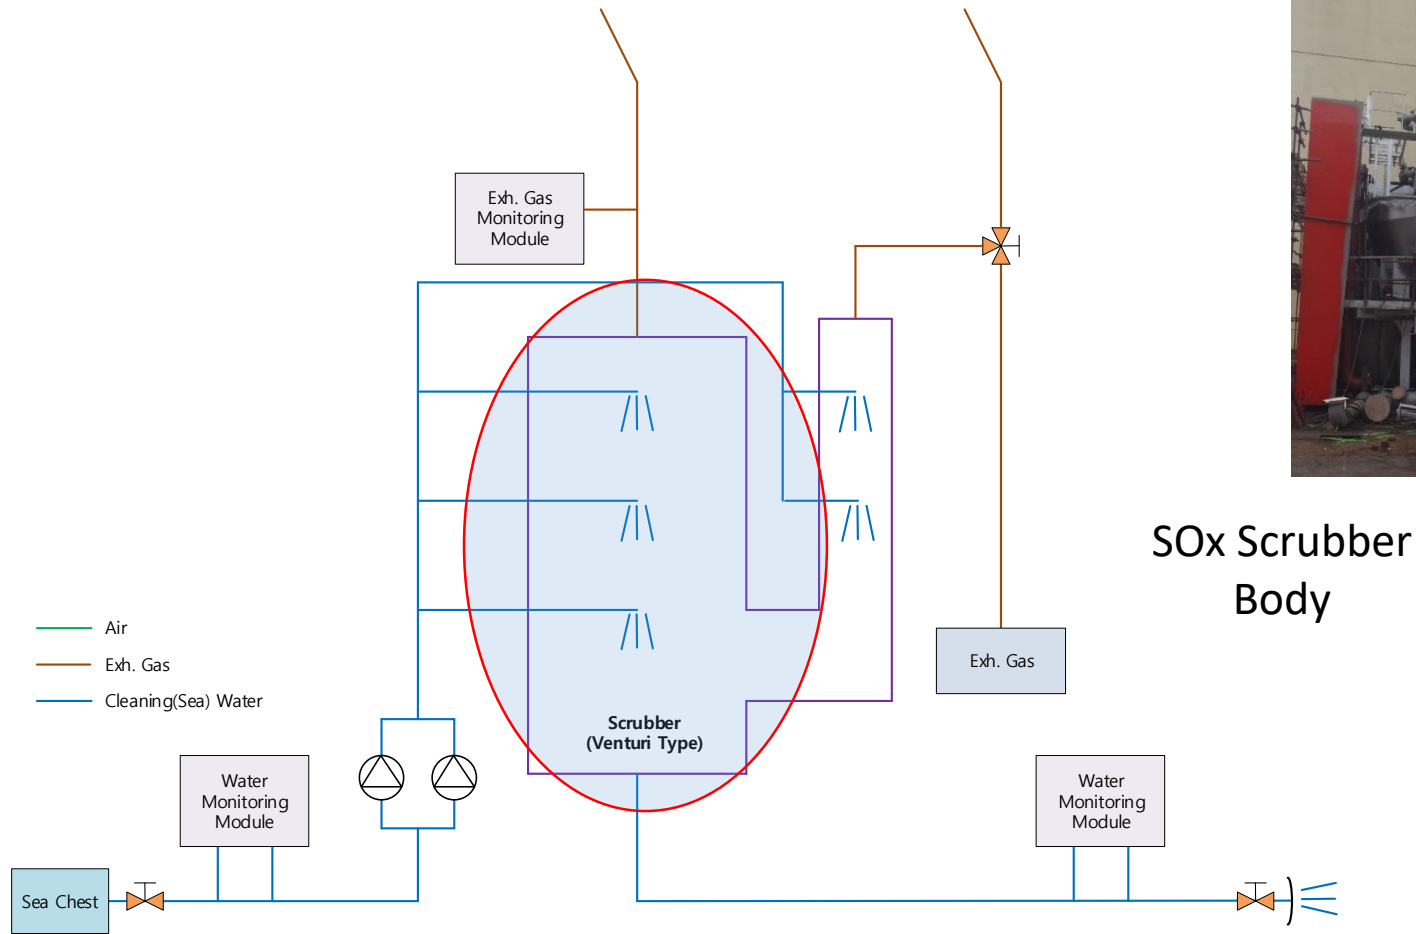 Exh. Gas
Monitoring
Module
SOx Scrubber
Body
Air
Exh. Gas
Cleaning(Sea) Water
Exh. Gas
Scrubber
(Venturi Type)
Water
Monitoring
Module
Water
Monitoring
Module
Sea Chest